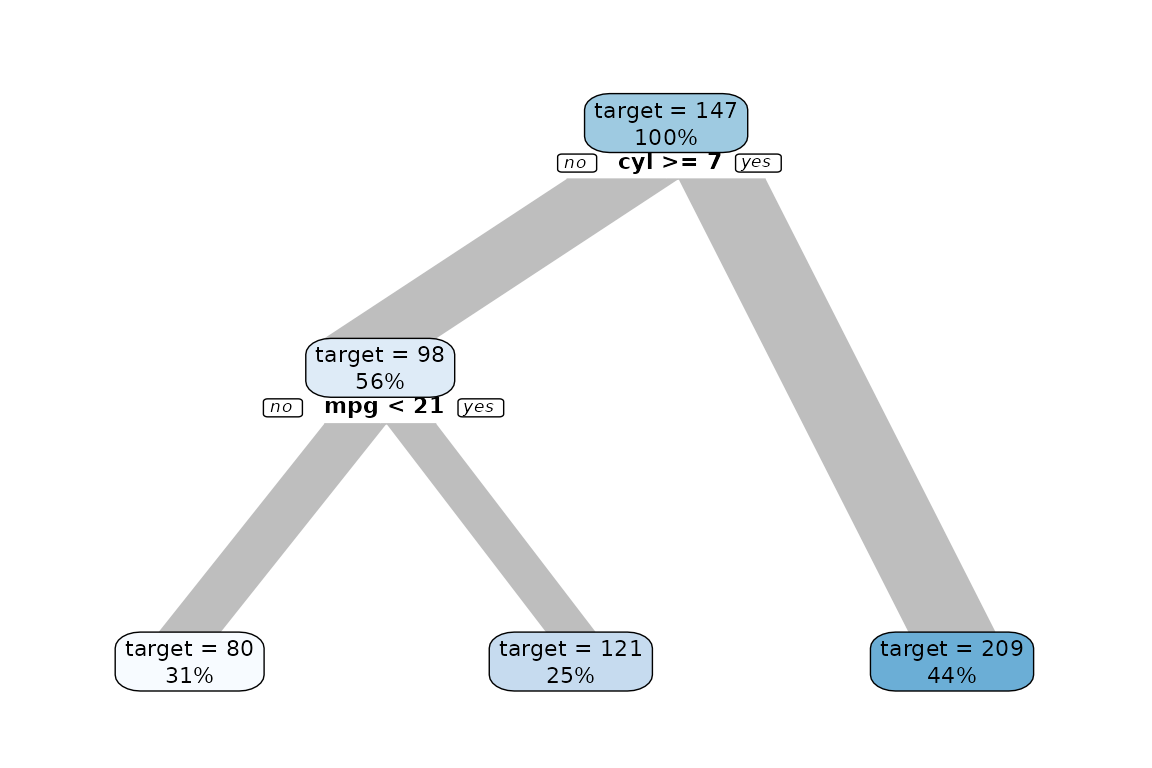 target = 147
100%
no cyl >= 7 yes
target = 98
56%
no mpg < 21 yes
target = 80
31%
target = 121
25%
target = 209
44%